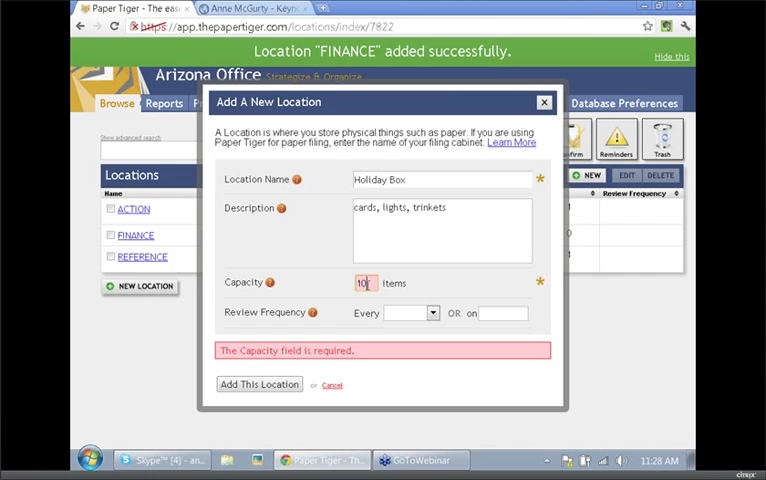 Paper Tiger - The ease
Anne McGurty - Keyno
https://app.thepapertiger.com/locations/index/7822
Location "FINANCE" added successfully.
Hide this
Arizona Office
Strategize & Organize
Browse
Reports
Database Preferences
Add A New Location
A Location is where you store physical things such as paper. If you are using
Paper Tiger for paper filing, enter the name of your filing cabinet. Learn More
Show advanced search
Reminders
Trash
Locations
NEW
EDIT
DELETE
Name
Review Frequency
ACTION
FINANCE
REFERENCE
NEW LOCATION
Location Name
Holiday Box
*
Description
cards, lights, trinkets
Capacity
10
items
*
Review Frequency
Every
OR on
The Capacity field is required.
Add This Location
or
Cancel
Skype™ [4] - an...
Paper Tiger - Th...
GoToWebinar
11:28 AM
citrix